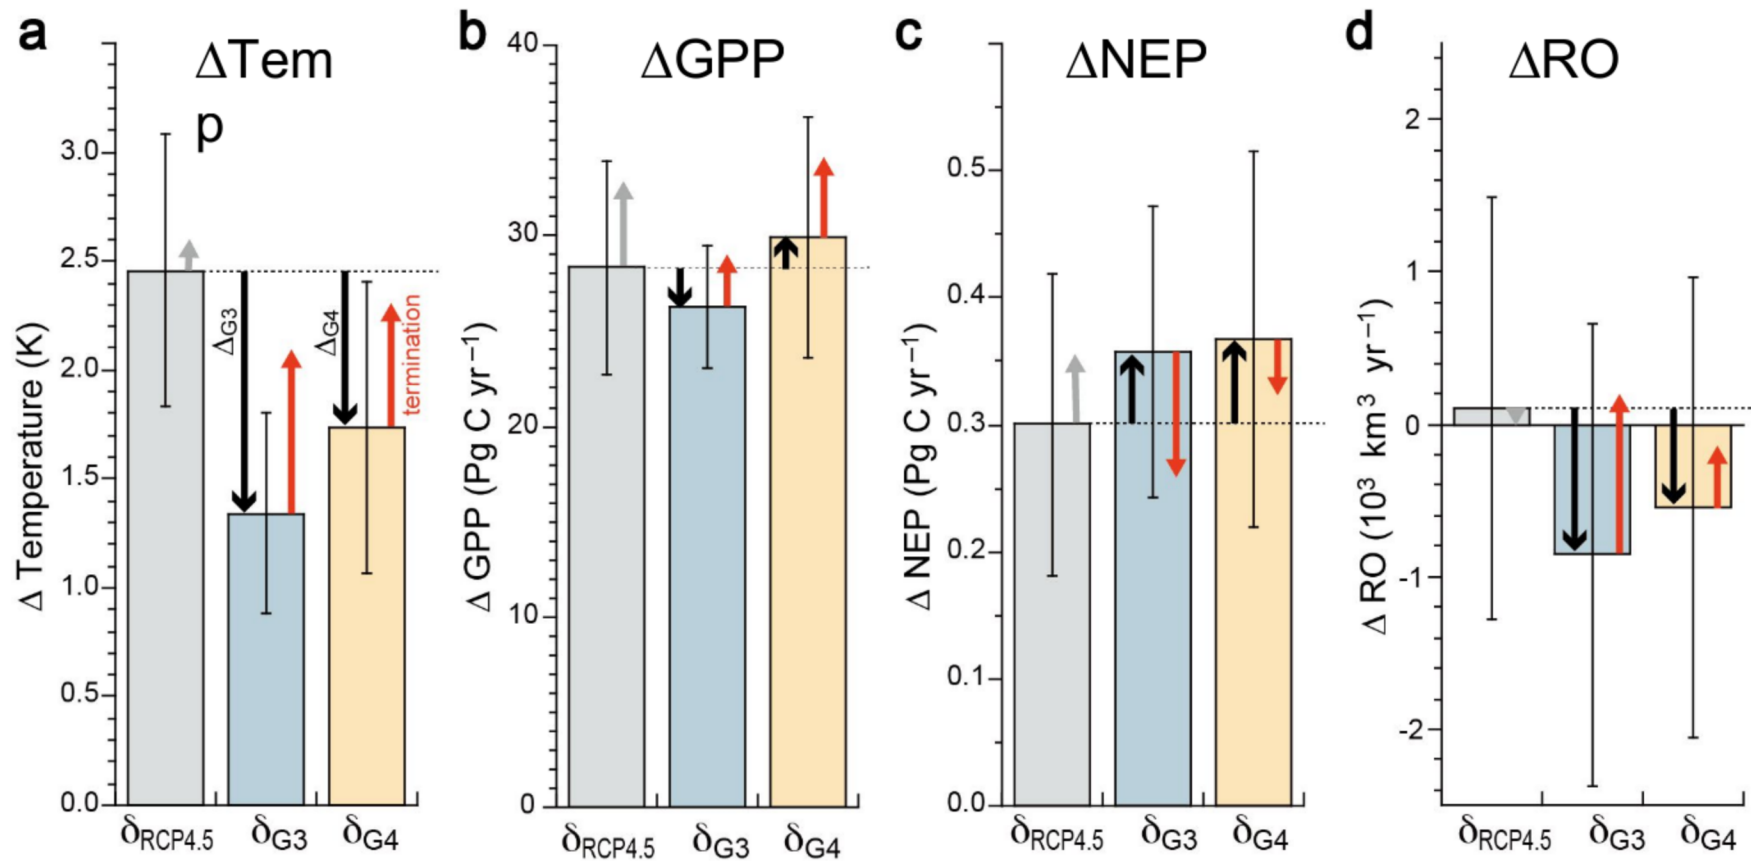 a
ΔTem
p
Δ Temperature (K)
3.0
2.5
2.0
1.5
1.0
0.5
0.0
ΔG3
ΔG4
termination
δRCP4.5
δG3
δG4
b
ΔGPP
Δ GPP (Pg C yr−1)
40
30
20
10
0
δRCP4.5
δG3
δG4
c
ΔNEP
Δ NEP (Pg C yr−1)
0.5
0.4
0.3
0.2
0.1
0.0
δRCP4.5
δG3
δG4
d
ΔRO
Δ RO (10³ km³ yr−1)
2
1
0
-1
-2
δRCP4.5
δG3
δG4